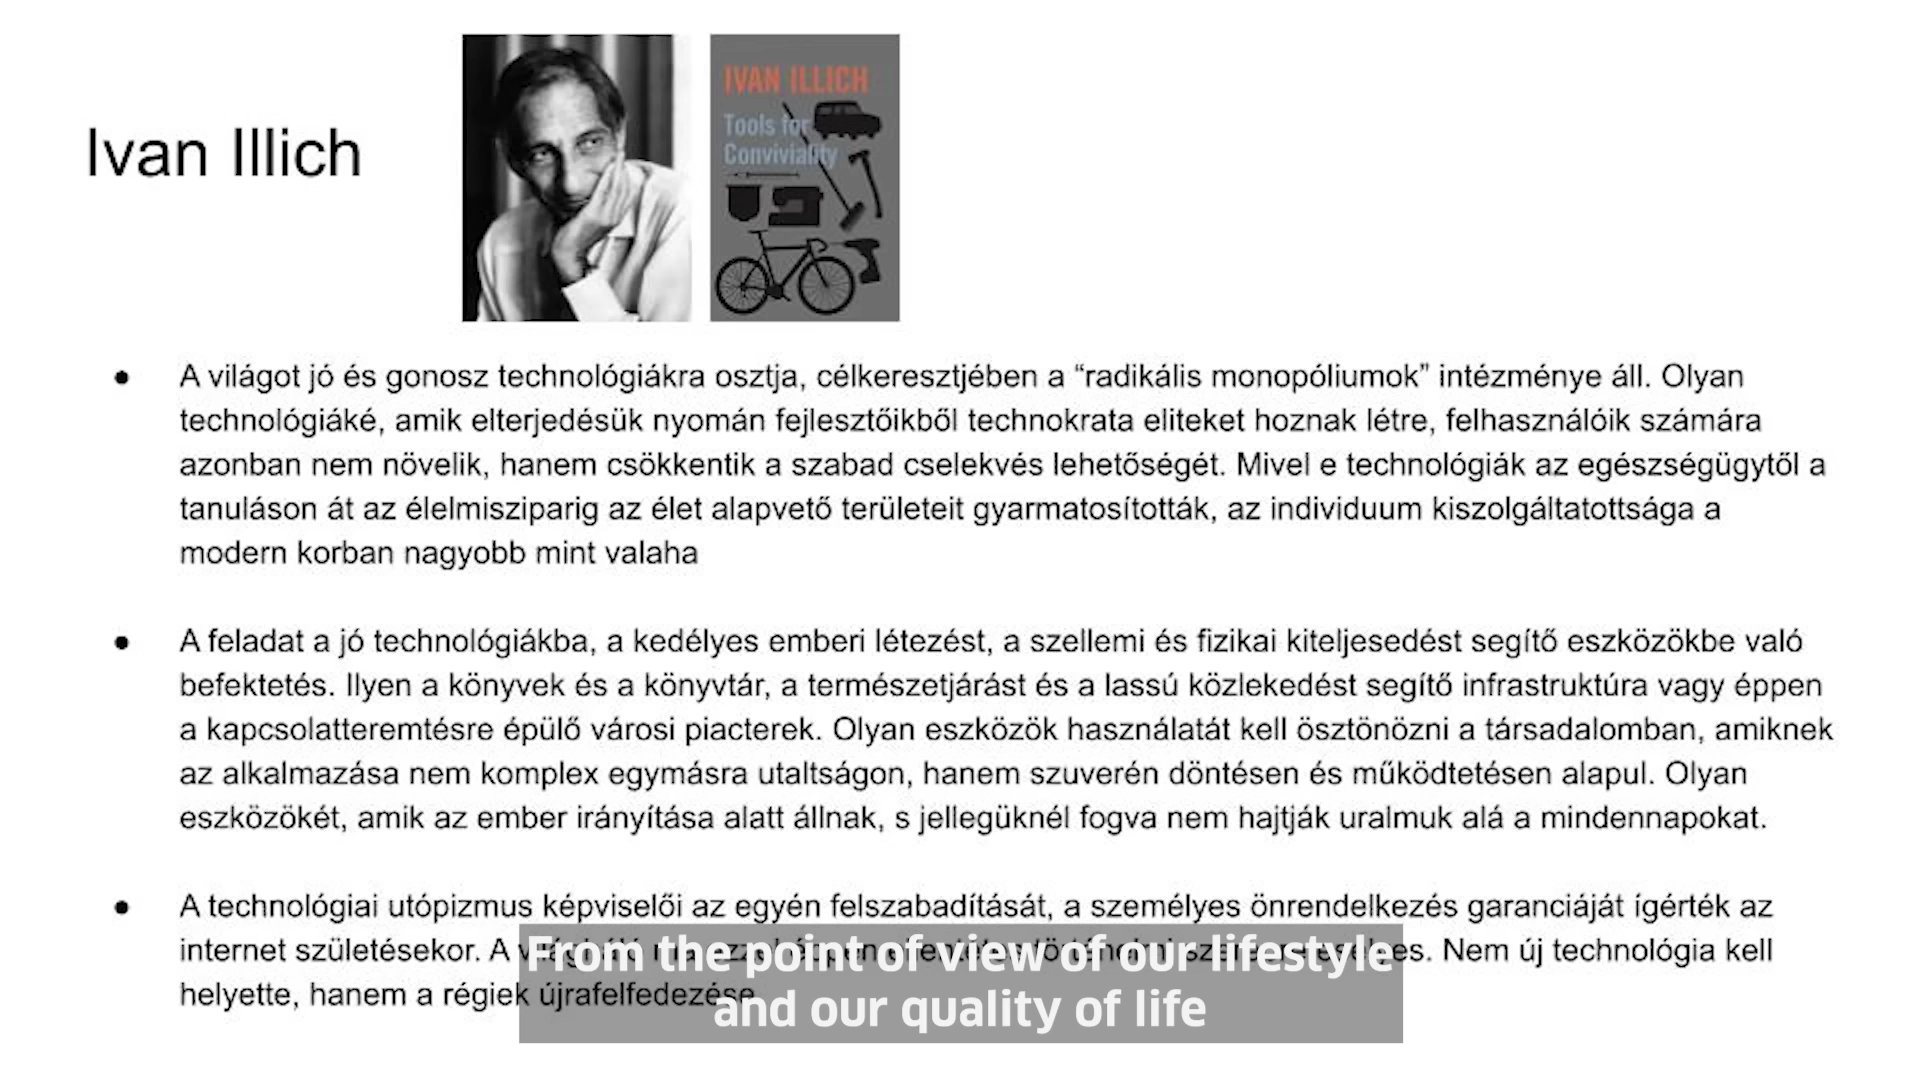 Ivan Illich
IVAN ILLICH
Tools for
Conviviality
● A világot jó és gonosz technológiákra osztja, célkeresztjében a “radikális monopóliumok” intézménye áll. Olyan
technológiáké, amik elterjedésük nyomán fejlesztőikből technokrata eliteket hoznak létre, felhasználóik számára
azonban nem növelik, hanem csökkentik a szabad cselekvés lehetőségét. Mivel e technológiák az egészségügytől a
tanuláson át az élelmisziparig az élet alapvető területeit gyarmatosították, az individuum kiszolgáltatottsága a
modern korban nagyobb mint valaha
● A feladat a jó technológiákba, a kedélyes emberi létezést, a szellemi és fizikai kiteljesedést segítő eszközökbe való
befektetés. Ilyen a könyvek és a könyvtár, a természetjárást és a lassú közlekedést segítő infrastruktúra vagy éppen
a kapcsolatteremtésre épülő városi piacterek. Olyan eszközök használatát kell ösztönözni a társadalomban, amiknek
az alkalmazása nem komplex egymásra utaltságon, hanem szuverén döntésen és működtetésen alapul. Olyan
eszközökét, amik az ember irányítása alatt állnak, s jellegüknél fogva nem hajtják uralmuk alá a mindennapokat.
● A technológiai utópizmus képviselői az egyén felszabadítását, a személyes önrendelkezés garanciáját ígérték az
internet születésekor. A Nem új technológia kell
helyette, hanem a régiek újrafelfedezése
From the point of view of our lifestyle
and our quality of life